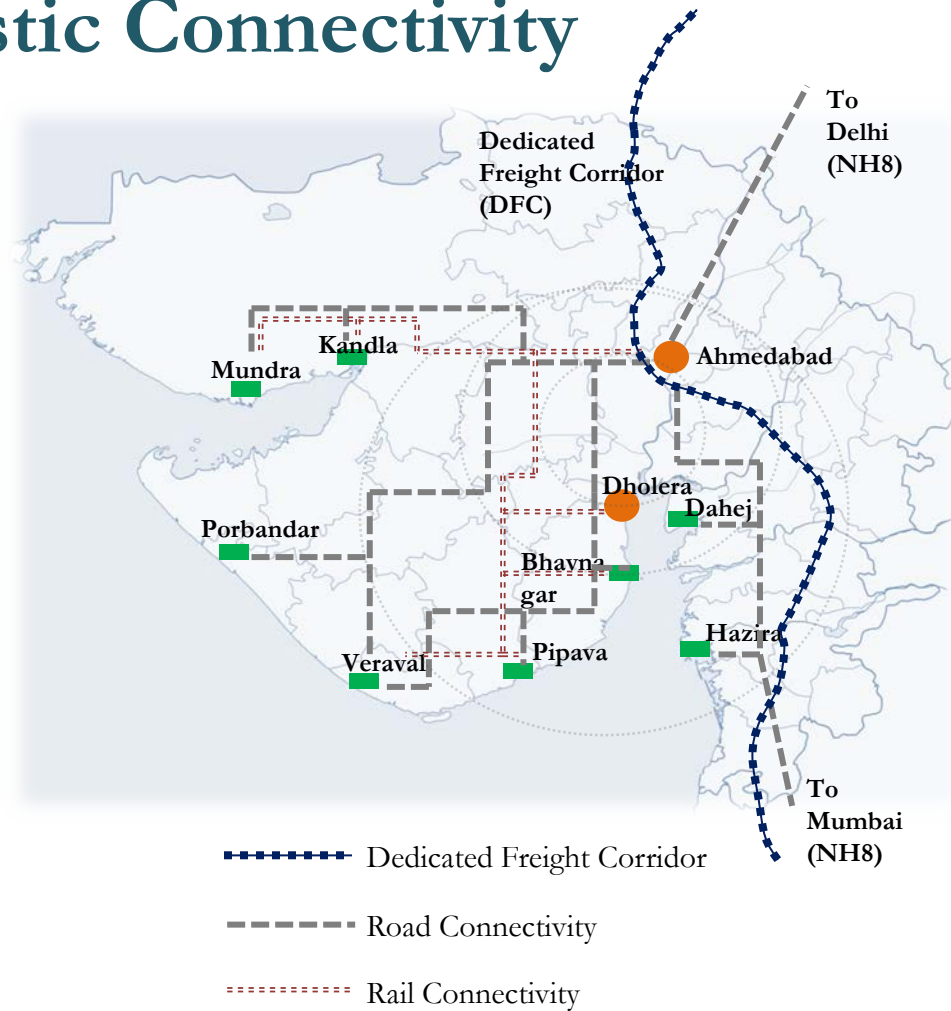 stic Connectivity
To
Delhi
(NH8)
Dedicated
Freight Corridor
(DFC)
Kandla
Mundra
Ahmedabad
Dholera
Dahej
Porbandar
Bhavna
gar
Hazira
Pipava
Veraval
To
Mumbai
(NH8)
Dedicated Freight Corridor
Road Connectivity
Rail Connectivity